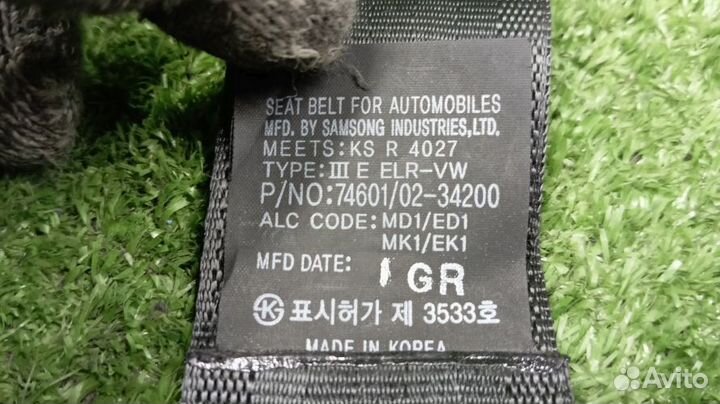 SEAT BELT FOR AUTOMOBILES
MFD. BY SAMSONG INDUSTRIES,LTD.
MEETS:KS R 4027
TYPE:III E ELR-VW
P/NO:74601/02-34200
ALC CODE:MD1/ED1
MK1/EK1
MFD DATE: 1 GR
표시허가 제 3533호
MADE IN KOREA
Avito